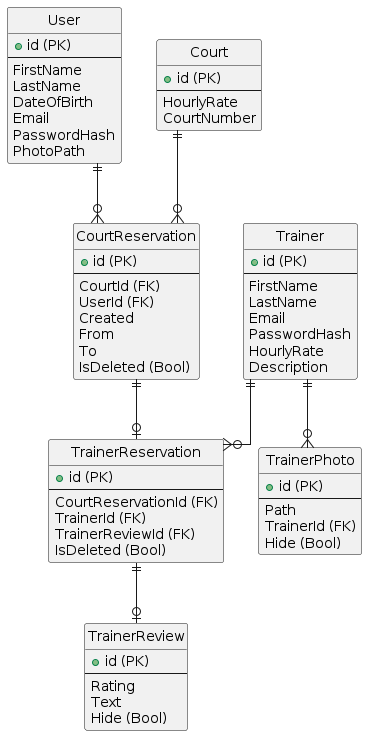 User
id (PK)
FirstName
LastName
DateOfBirth
Email
PasswordHash
PhotoPath
Court
id (PK)
HourlyRate
CourtNumber
CourtReservation
id (PK)
CourtId (FK)
UserId (FK)
Created
From
To
IsDeleted (Bool)
Trainer
id (PK)
FirstName
LastName
Email
PasswordHash
HourlyRate
Description
TrainerReservation
id (PK)
CourtReservationId (FK)
TrainerId (FK)
TrainerReviewId (FK)
IsDeleted (Bool)
TrainerPhoto
id (PK)
Path
TrainerId (FK)
Hide (Bool)
TrainerReview
id (PK)
Rating
Text
Hide (Bool)